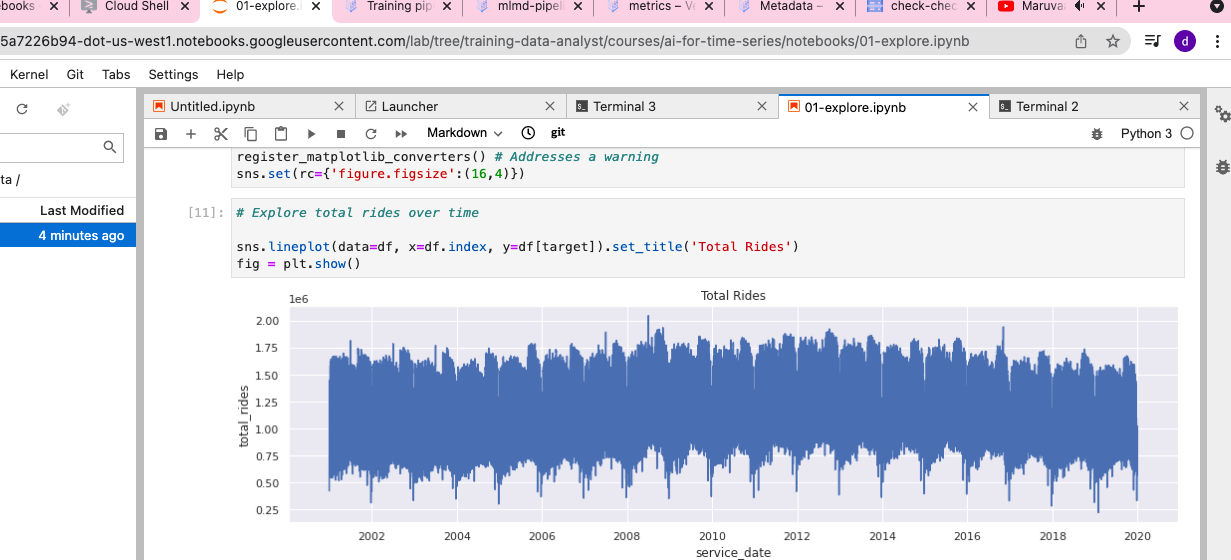 ebooks
Cloud Shell
01-explore.i
Training pip
mlmd-pipeli
metrics – Ve
Metadata –
check-chec
Maruva
5a7226b94-dot-us-west1.notebooks.googleusercontent.com/lab/tree/training-data-analyst/courses/ai-for-time-series/notebooks/01-explore.ipynb
d
Kernel Git Tabs Settings Help
Untitled.ipynb
Launcher
Terminal 3
01-explore.ipynb
Terminal 2
Markdown
git
Python 3
ta /
Last Modified
4 minutes ago
register_matplotlib_converters() # Addresses a warning
sns.set(rc={'figure.figsize':(16,4)})
[11]:
# Explore total rides over time
sns.lineplot(data=df, x=df.index, y=df[target]).set_title('Total Rides')
fig = plt.show()
Total Rides
1e6
2.00
1.75
1.50
1.25
1.00
0.75
0.50
0.25
total_rides
2002 2004 2006 2008 2010 2012 2014 2016 2018 2020
service_date